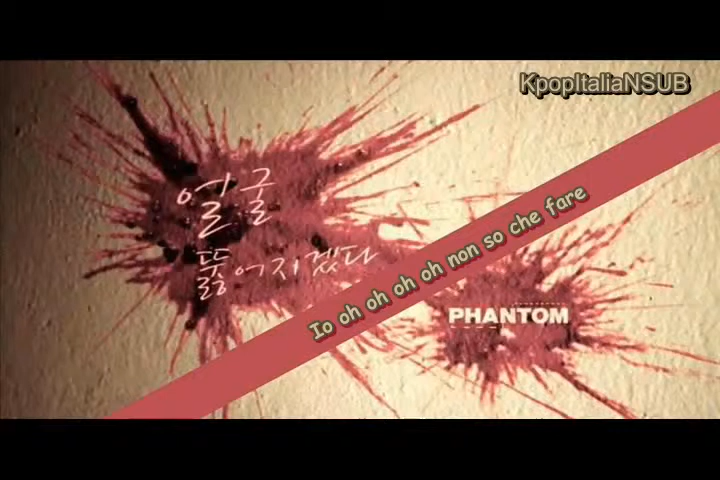 KpopItaliaNSUB
얼굴
뚫어지겠다
Io oh oh oh oh non so che fare
PHANTOM